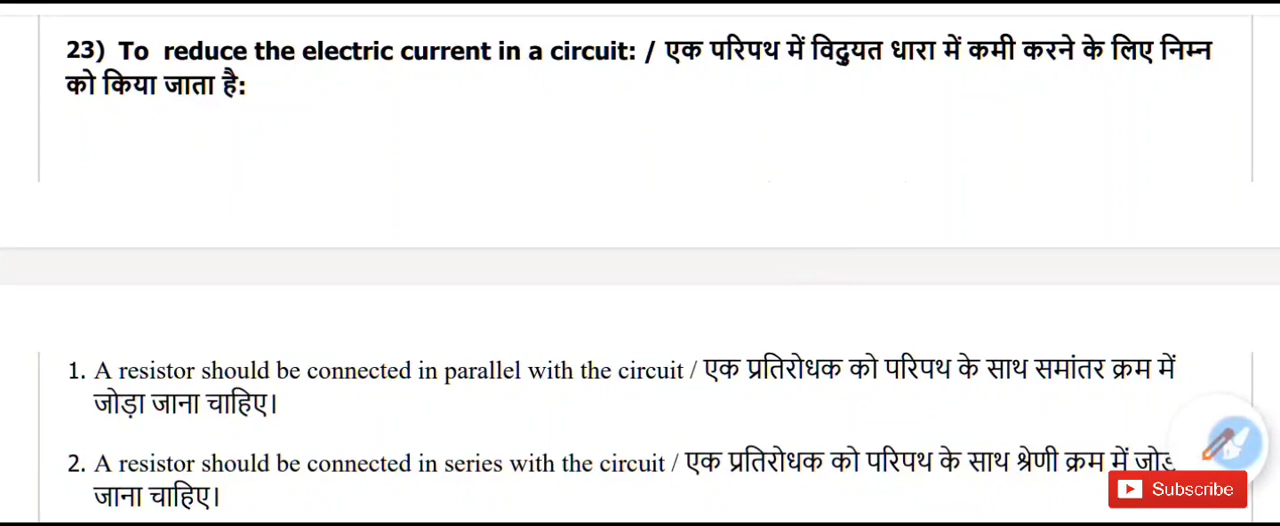 23) To reduce the electric current in a circuit: / एक परिपथ में विद्युयत धारा में कमी करने के लिए निम्न
को किया जाता है:
1. A resistor should be connected in parallel with the circuit / एक प्रतिरोधक को परिपथ के साथ समांतर क्रम में
जोड़ा जाना चाहिए।
2. A resistor should be connected in series with the circuit / एक प्रतिरोधक को परिपथ के साथ श्रेणी क्रम में
जाना चाहिए।
Subscribe